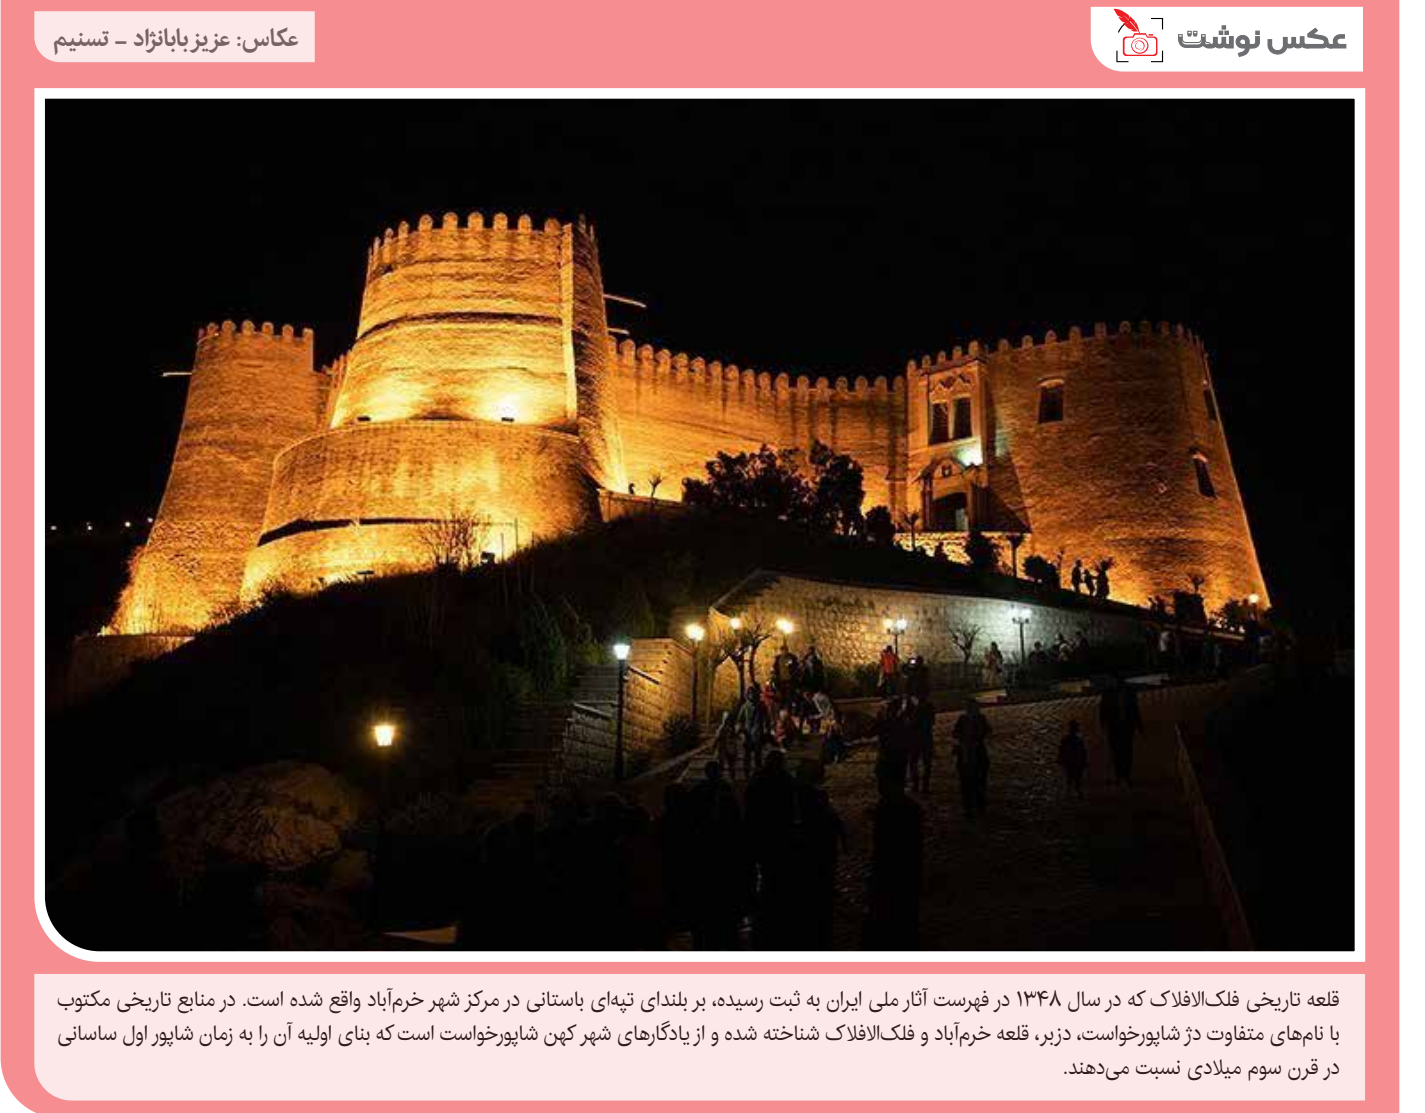 عکس نوشت
عکاس: عزیز بابانژاد - تسنیم
قلعه تاریخی فلک‌الافلاک که در سال ۱۳۴۸ در فهرست آثار ملی ایران به ثبت رسیده، بر بلندای تپه‌ای باستانی در مرکز شهر خرم‌آباد واقع شده است. در منابع تاریخی مکتوب
با نام‌های متفاوت دژ شاپورخواست، دزبر، قلعه خرم‌آباد و فلک‌الافلاک شناخته شده و از یادگارهای شهر کهن شاپورخواست است که بنای اولیه آن را به زمان شاپور اول ساسانی
در قرن سوم میلادی نسبت می‌دهند.